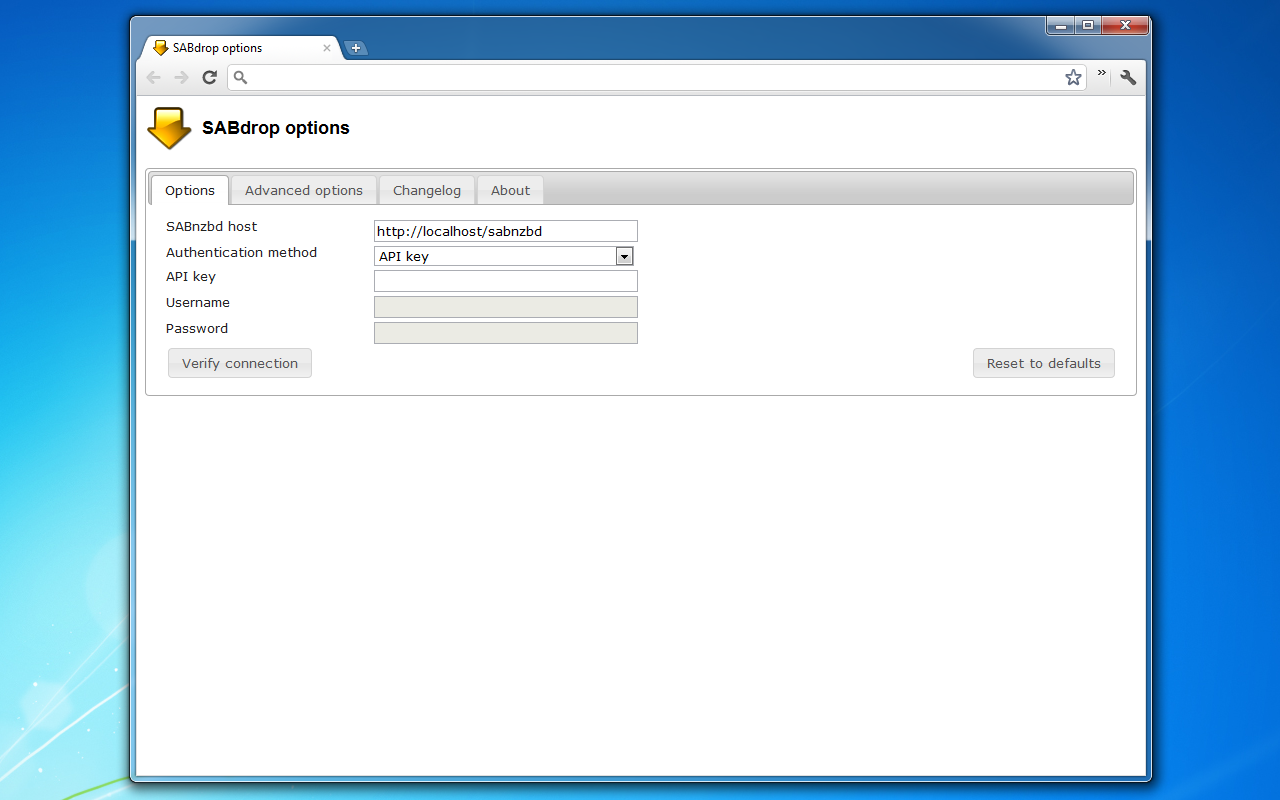 SABdrop options
SABdrop options
Options Advanced options Changelog About
SABnzbd host http://localhost/sabnzbd
Authentication method API key
API key
Username
Password
Verify connection Reset to defaults